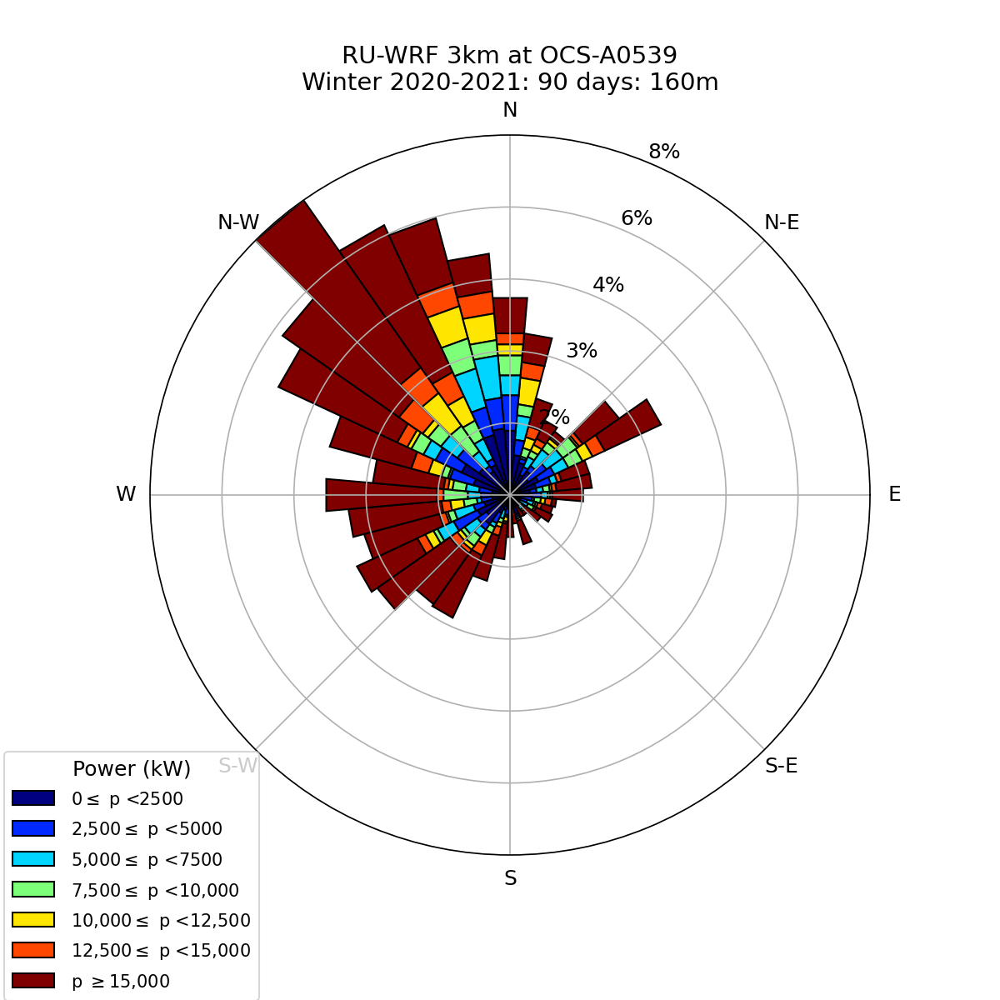 RU-WRF 3km at OCS-A0539
Winter 2020-2021: 90 days: 160m
N
8%
N-W
6%
N-E
4%
3%
2%
W
E
S-W
S-E
S
Power (kW)
0≤ p <2500
2,500≤ p <5000
5,000≤ p <7500
7,500≤ p <10,000
10,000≤ p <12,500
12,500≤ p <15,000
p ≥15,000